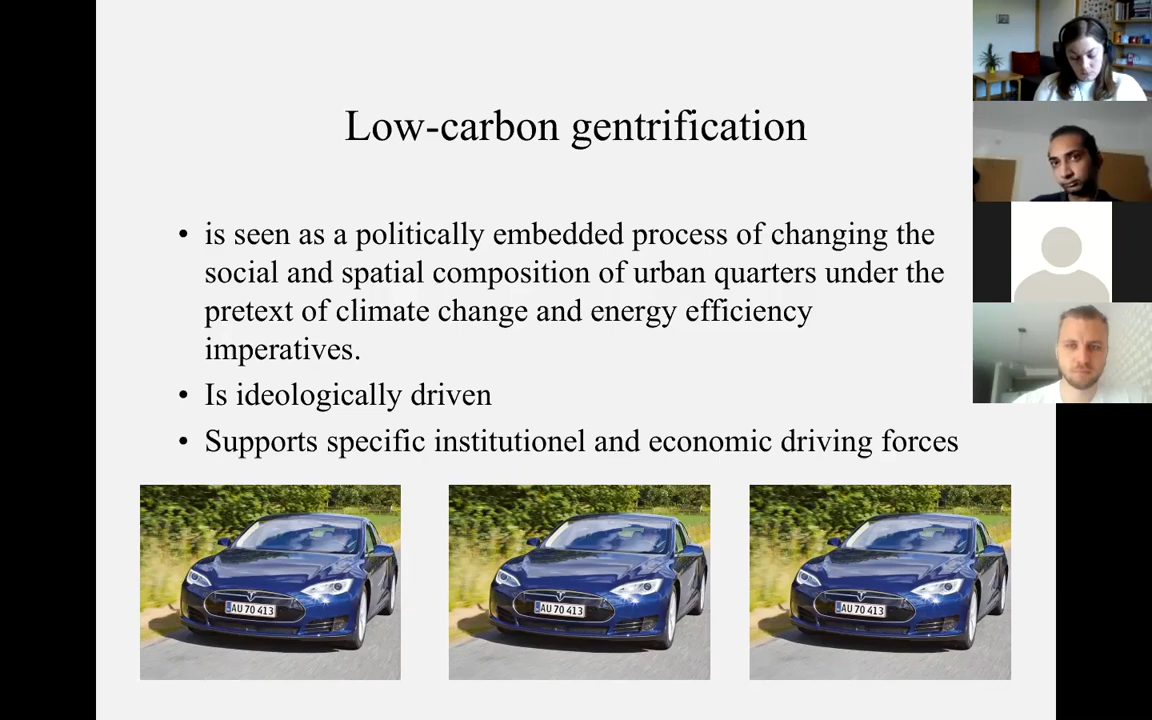 Low-carbon gentrification
• is seen as a politically embedded process of changing the
social and spatial composition of urban quarters under the
pretext of climate change and energy efficiency
imperatives.
• Is ideologically driven
• Supports specific institutionel and economic driving forces
AU 70 413
AU 70 413
AU 70 413